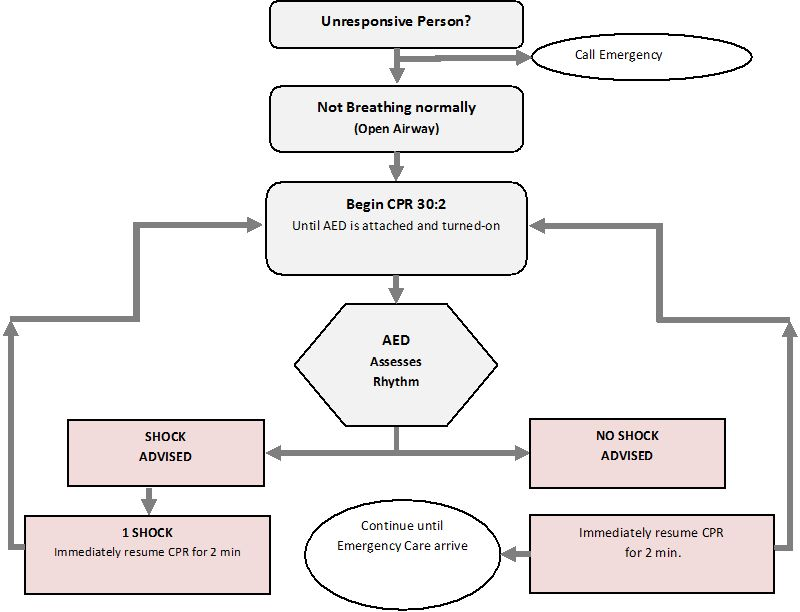 Unresponsive Person?
Call Emergency
Not Breathing normally
(Open Airway)
Begin CPR 30:2
Until AED is attached and turned-on
AED
Assesses
Rhythm
SHOCK
ADVISED
NO SHOCK
ADVISED
1 SHOCK
Immediately resume CPR for 2 min
Continue until
Emergency Care arrive
Immediately resume CPR
for 2 min.